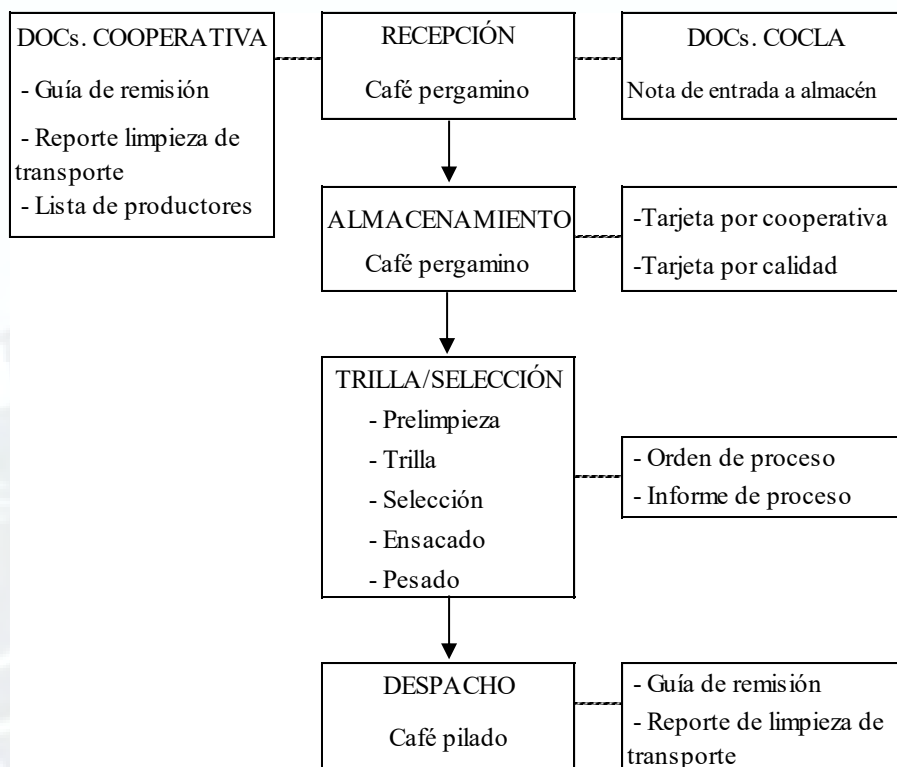 DOCs. COOPERATIVA
- Guía de remisión
- Reporte limpieza de
transporte
- Lista de productores
RECEPCIÓN
Café pergamino
DOCs. COCLA
Nota de entrada a almacén
ALMACENAMIENTO
Café pergamino
-Tarjeta por cooperativa
-Tarjeta por calidad
TRILLA/SELECCIÓN
- Prelimpieza
- Trilla
- Selección
- Ensacado
- Pesado
- Orden de proceso
- Informe de proceso
DESPACHO
Café pilado
- Guía de remisión
- Reporte de limpieza de
transporte